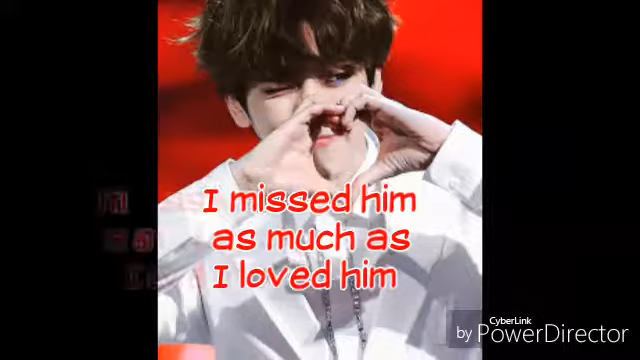 I missed him
as much as
I loved him
CyberLink
by PowerDirector